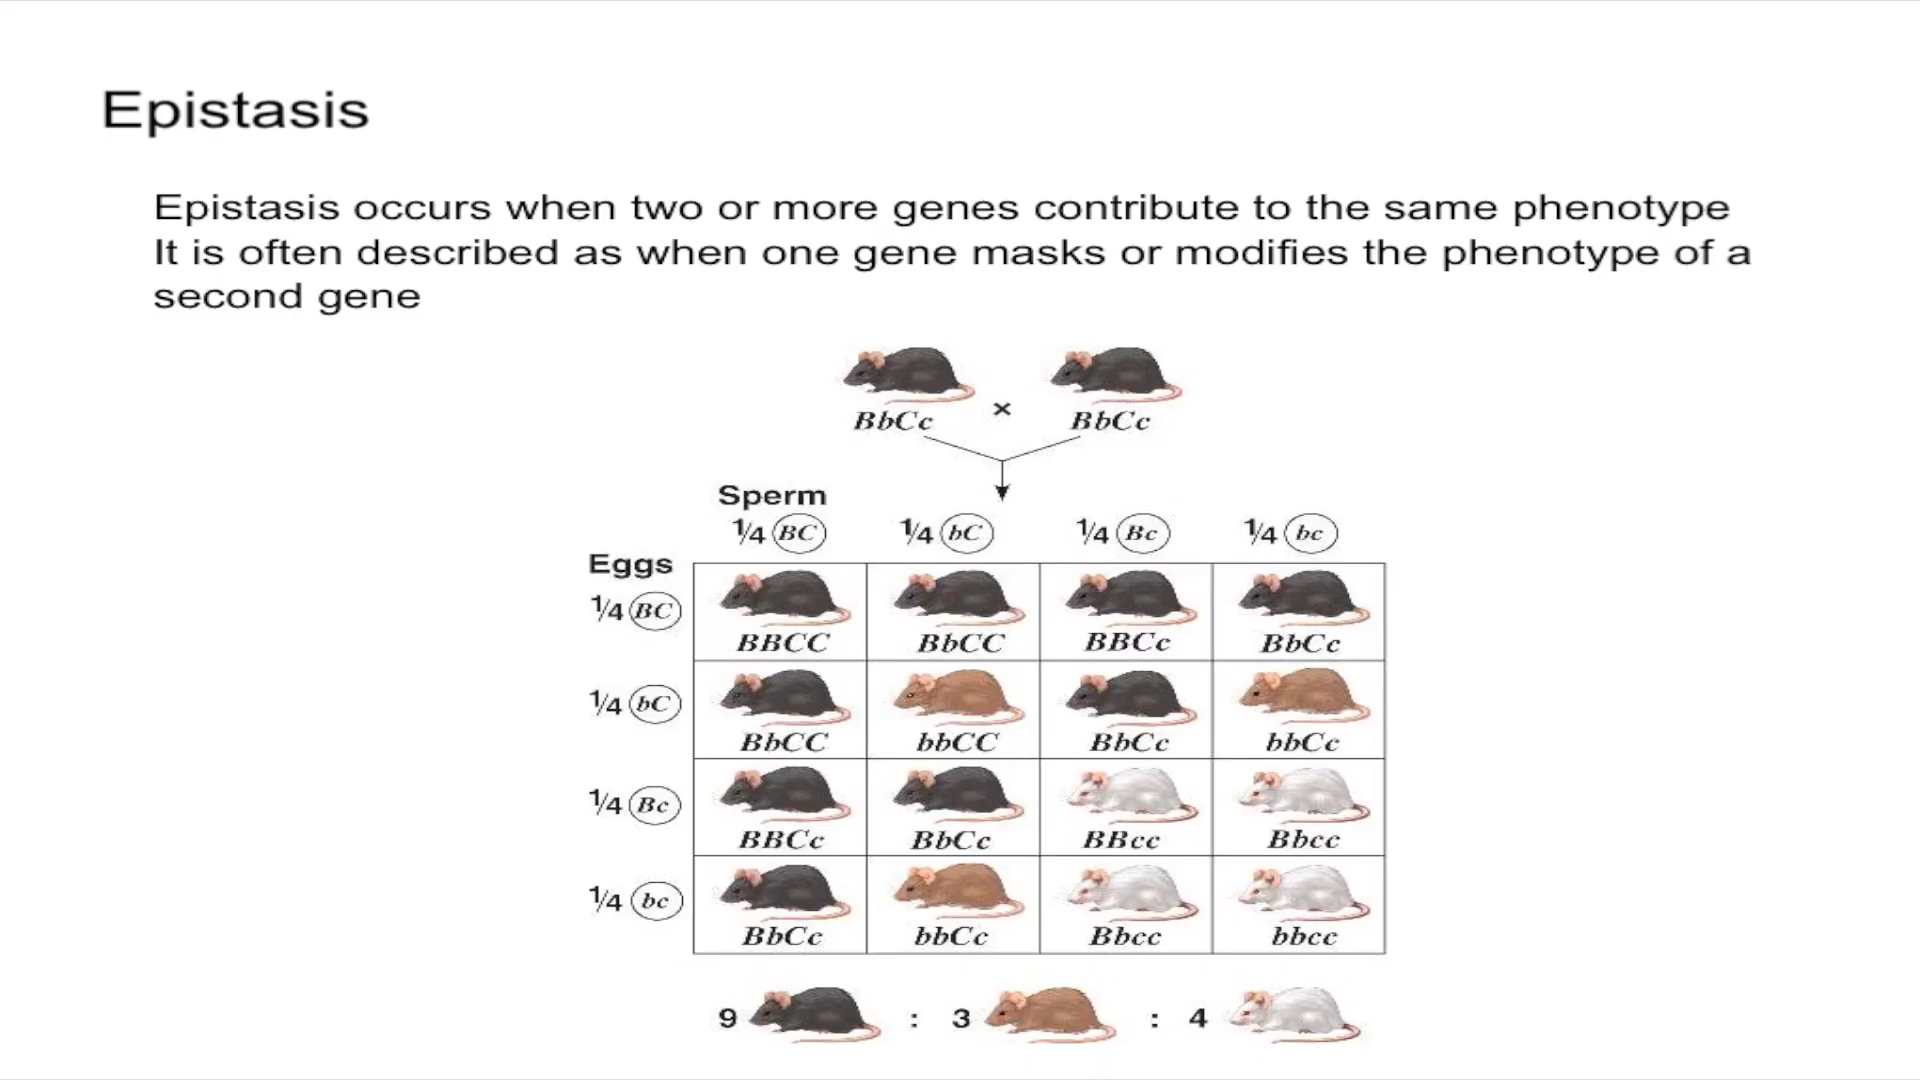 Epistasis
Epistasis occurs when two or more genes contribute to the same phenotype
It is often described as when one gene masks or modifies the phenotype of a
second gene
BbCc × BbCc
Sperm
1/4 BC 1/4 bC 1/4 Bc 1/4 bc
Eggs
1/4 BC
BBCC BbCC BBCc BbCc
1/4 bC
BbCC bbCC BbCc bbCc
1/4 Bc
BBCc BbCc BBcc Bbcc
1/4 bc
BbCc bbCc Bbcc bbcc
9 : 3 : 4